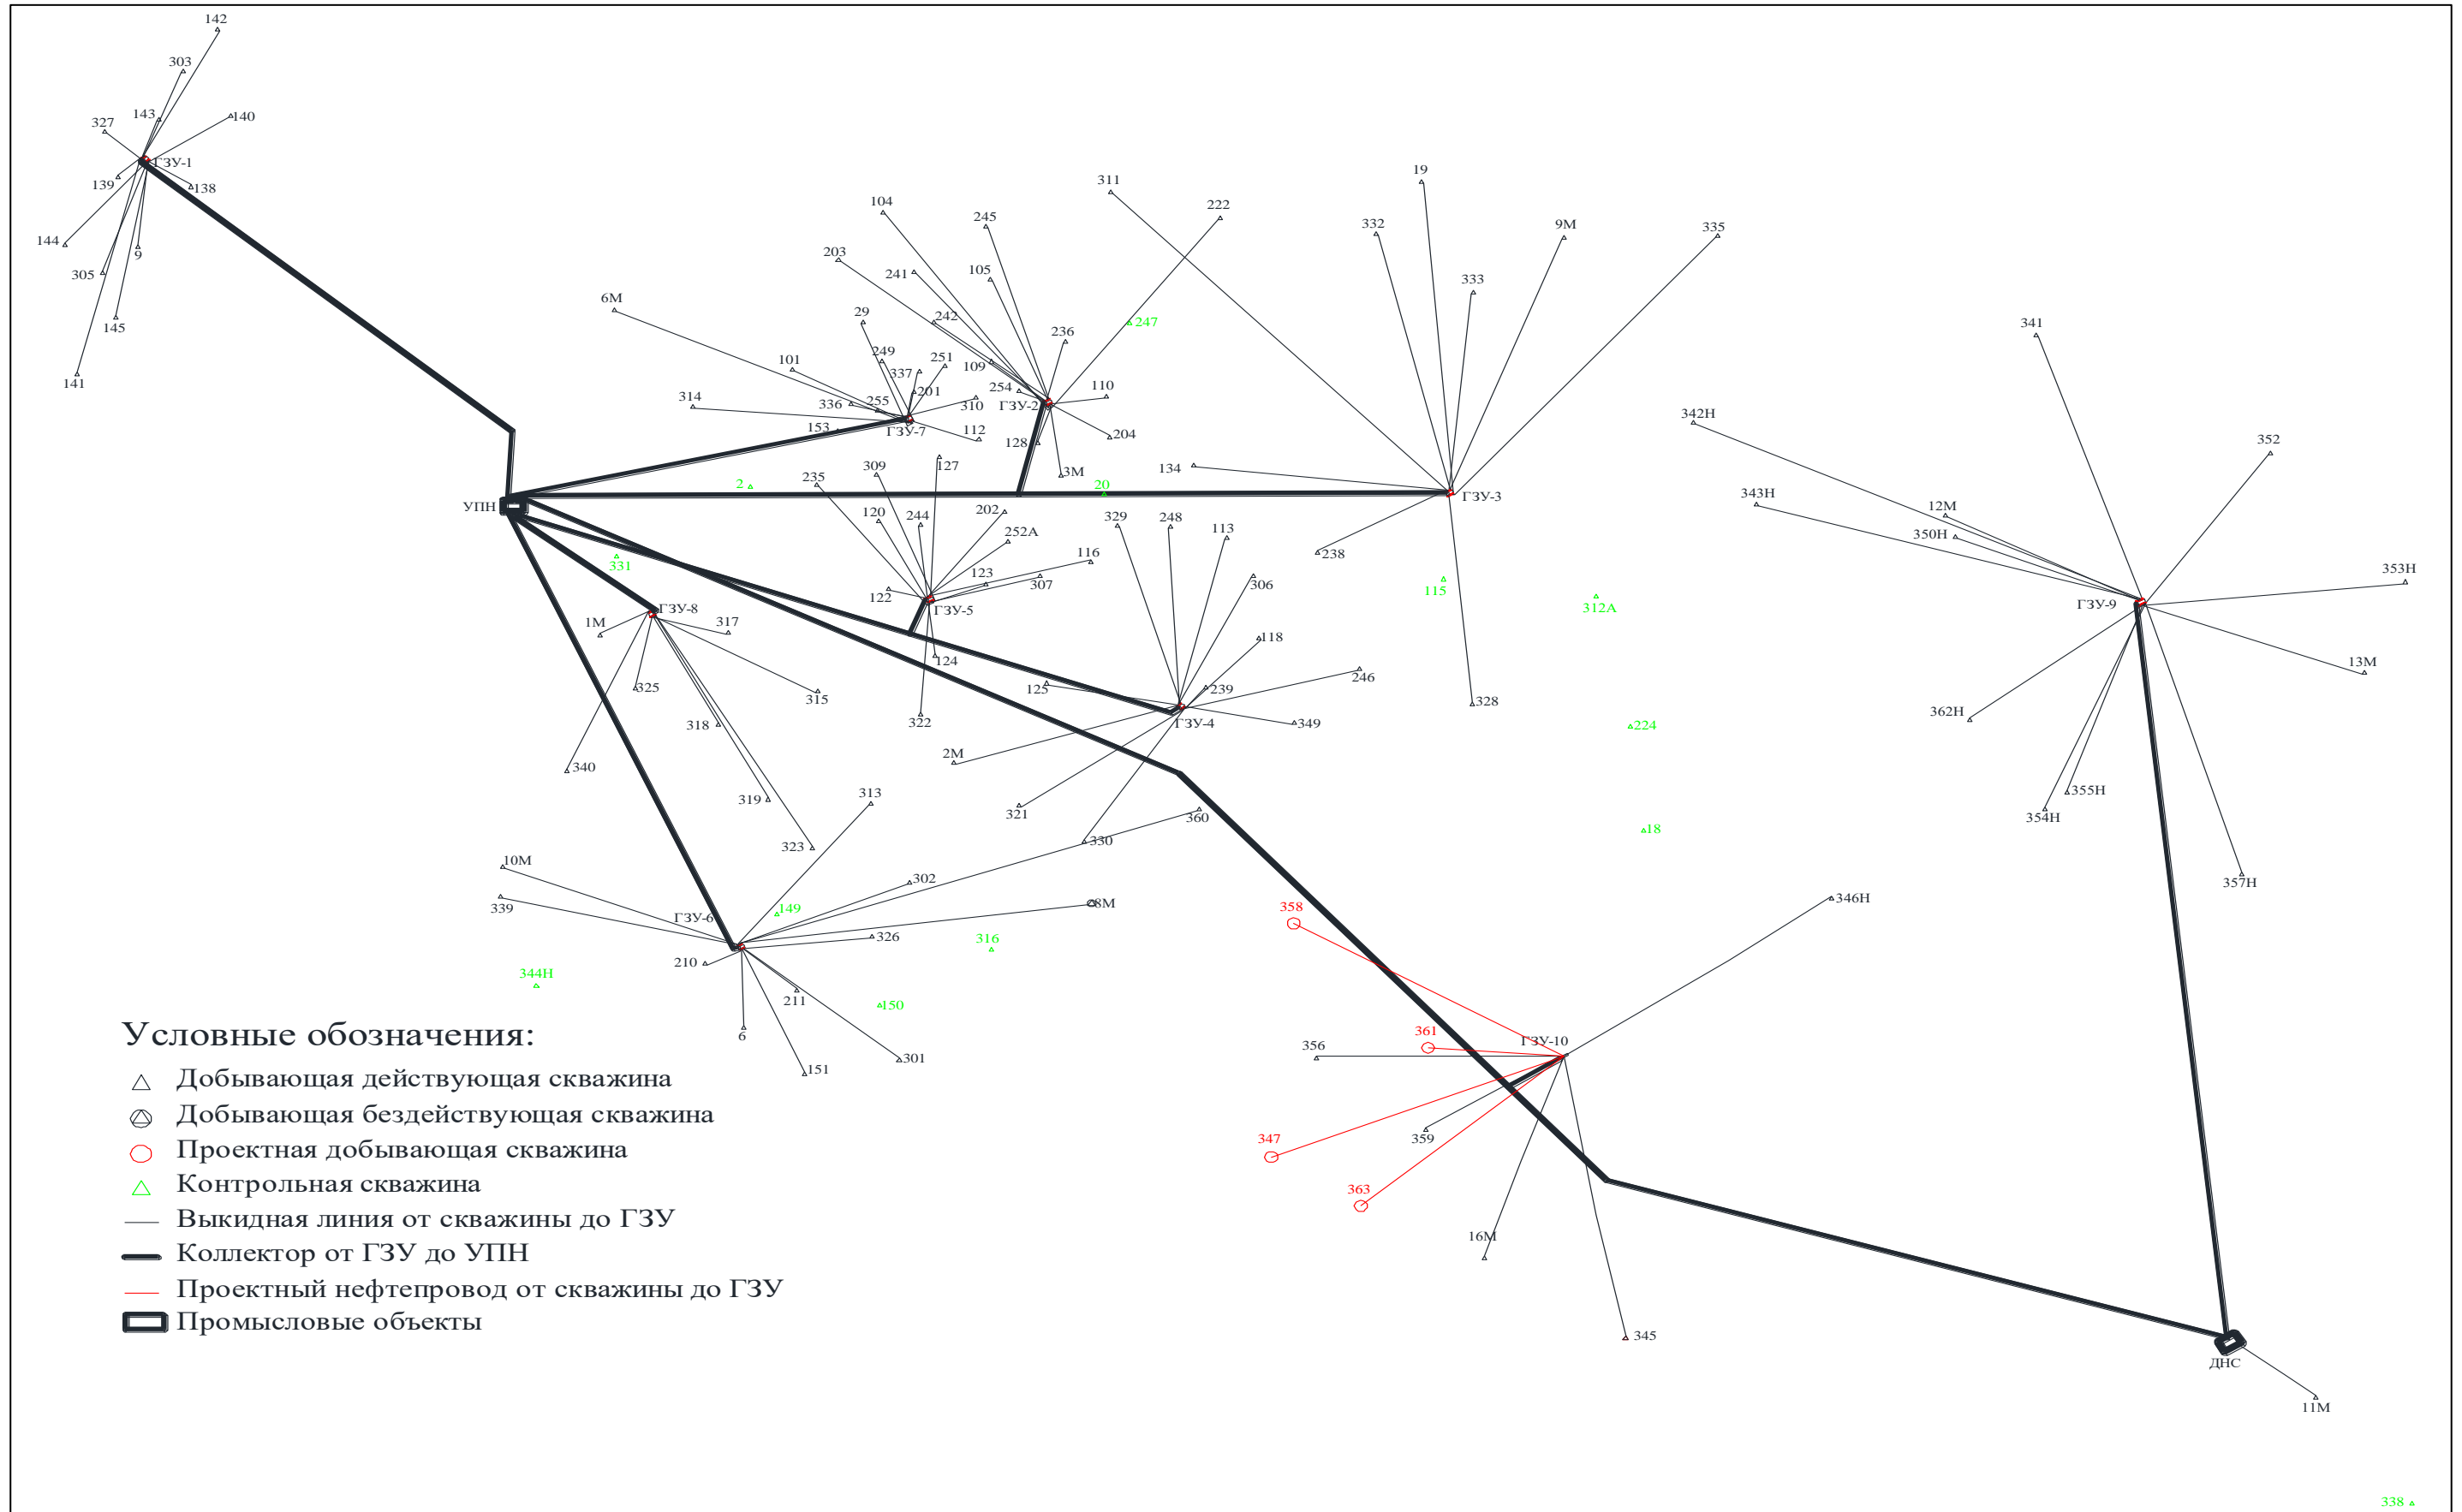 142
303
143
140
327
ГЗУ-1
139
138
144
9
305
145
141
311
19
104
245
222
332
9М
335
203
241
105
333
6М
29
242
247
236
341
101
249
251
337
109
314
336
255
201
310
254
ГЗУ-2
110
153
ГЗУ-7
112
128
204
342Н
352
УПН
2
235
309
127
3М
20
134
ГЗУ-3
343Н
12М
350Н
120
244
202
252А
329
248
113
238
331
122
123
116
307
306
115
312А
353Н
ГЗУ-8
ГЗУ-5
ГЗУ-9
1М
317
124
118
325
315
125
239
246
13М
318
322
ГЗУ-4
349
328
224
362Н
340
2М
319
313
321
360
355Н
354Н
323
330
18
10М
302
357Н
339
ГЗУ-6
149
8М
358
346Н
326
316
210
344Н
211
150
6
151
301
361
ГЗУ-10
356
347
359
363
16М
345
ДНС
11М
338
Условные обозначения:
Добывающая действующая скважина
Добывающая бездействующая скважина
Проектная добывающая скважина
Контрольная скважина
Выкидная линия от скважины до ГЗУ
Коллектор от ГЗУ до УПН
Проектный нефтепровод от скважины до ГЗУ
Промысловые объекты